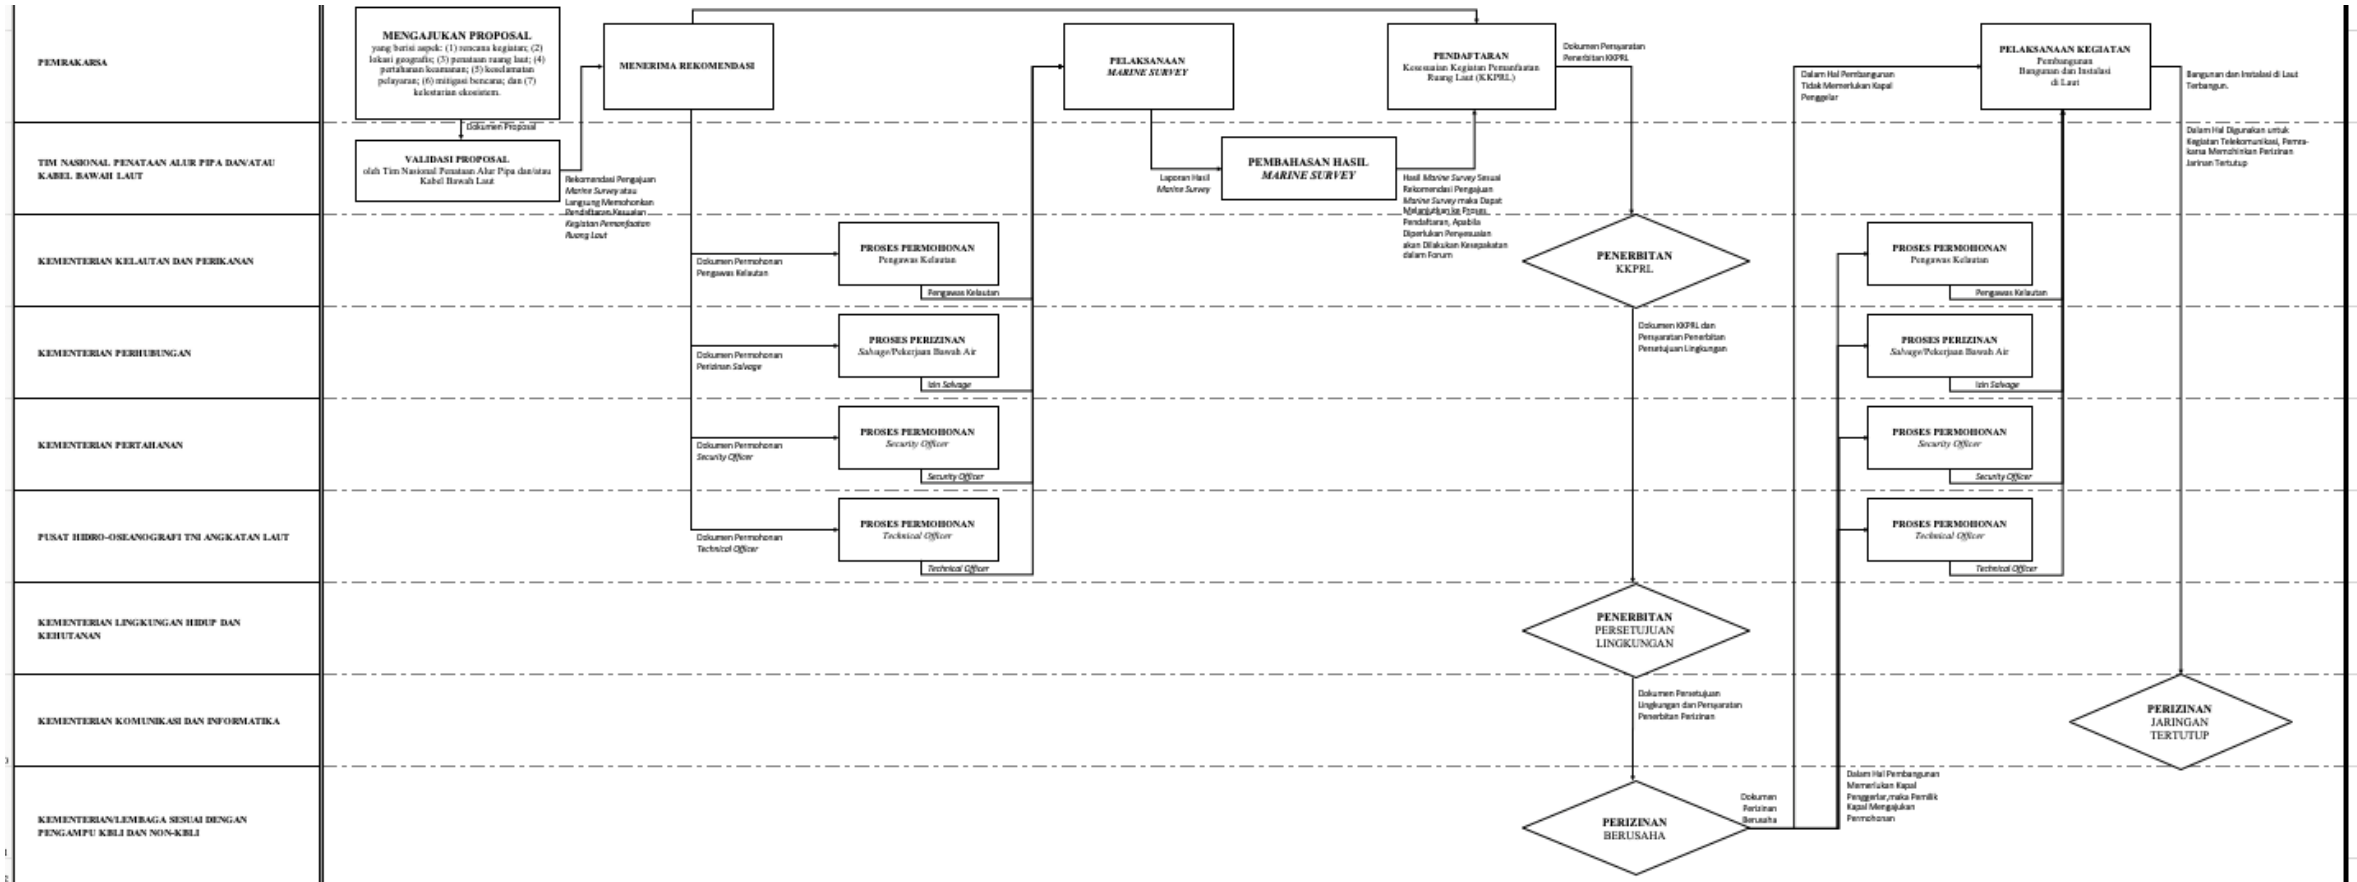 PEMRAKARSA
TIM NASIONAL PENATAAN ALUR PIPA DAN/ATAU
KABEL BAWAH LAUT
KEMENTERIAN KELAUTAN DAN PERIKANAN
KEMENTERIAN PERHUBUNGAN
KEMENTERIAN PERTAHANAN
PUSAT HIDRO-OSEANOGRAFI TNI ANGKATAN LAUT
KEMENTERIAN LINGKUNGAN HIDUP DAN
KEHUTANAN
KEMENTERIAN KOMUNIKASI DAN INFORMATIKA
KEMENTERIAN/LEMBAGA SESUAI DENGAN
PENGAMPU KBLI DAN NON-KBLI
MENGAJUKAN PROPOSAL
yang berisi aspek: (1) rencana kegiatan; (2)
lokasi geografis; (3) penataan ruang laut; (4)
pertahanan keamanan; (5) keselamatan
pelayaran; (6) mitigasi bencana; dan (7)
kelestarian ekosistem.
Dokumen Proposal
VALIDASI PROPOSAL
oleh Tim Nasional Penataan Alur Pipa dan/atau
Kabel Bawah Laut
Rekomendasi Pengajuan
Marine Survey atau
Langsung Memohonkan
Pendaftaran Kesuaian
Kegiatan Pemanfaatan
Ruang Laut
MENERIMA REKOMENDASI
Dokumen Permohonan
Pengawas Kelautan
Dokumen Permohonan
Perizinan Salvage
Dokumen Permohonan
Security Officer
Dokumen Permohonan
Technical Officer
PROSES PERMOHONAN
Pengawas Kelautan
Pengawas Kelautan
PROSES PERIZINAN
Salvage/Pekerjaan Bawah Air
Izin Salvage
PROSES PERMOHONAN
Security Officer
Security Officer
PROSES PERMOHONAN
Technical Officer
Technical Officer
PELAKSANAAN
MARINE SURVEY
Laporan Hasil
Marine Survey
PEMBAHASAN HASIL
MARINE SURVEY
Hasil Marine Survey Sesuai
Rekomendasi Pengajuan
Marine Survey maka Dapat
Melanjutkan ke Proses
Pendaftaran, Apabila
Diperlukan Penyesuaian
akan Dilakukan Kesepakatan
dalam Forum
PENDAFTARAN
Kesesuaian Kegiatan Pemanfaatan
Ruang Laut (KKPRL)
Dokumen Persyaratan
Penerbitan KKPRL
PENERBITAN
KKPRL
Dokumen KKPRL dan
Persyaratan Penerbitan
Persetujuan Lingkungan
PENERBITAN
PERSETUJUAN
LINGKUNGAN
Dokumen Persetujuan
Lingkungan dan Persyaratan
Penerbitan Perizinan
PERIZINAN
BERUSAHA
Dokumen
Perizinan
Berusaha
Dalam Hal Pembangunan
Tidak Memerlukan Kapal
Penggelar
Dalam Hal Pembangunan
Memerlukan Kapal
Penggerlar,maka Pemilik
Kapal Mengajukan
Permohonan
PROSES PERMOHONAN
Pengawas Kelautan
Pengawas Kelautan
PROSES PERIZINAN
Salvage/Pekerjaan Bawah Air
Izin Salvage
PROSES PERMOHONAN
Security Officer
Security Officer
PROSES PERMOHONAN
Technical Officer
Technical Officer
PELAKSANAAN KEGIATAN
Pembangunan
Bangunan dan Instalasi
di Laut
Bangunan dan Instalasi di Laut
Terbangun.
Dalam Hal Digunakan untuk
Kegiatan Telekomunikasi, Pemra-
karsa Memohinkan Perizinan
Jarinan Tertutup
PERIZINAN
JARINGAN
TERTUTUP